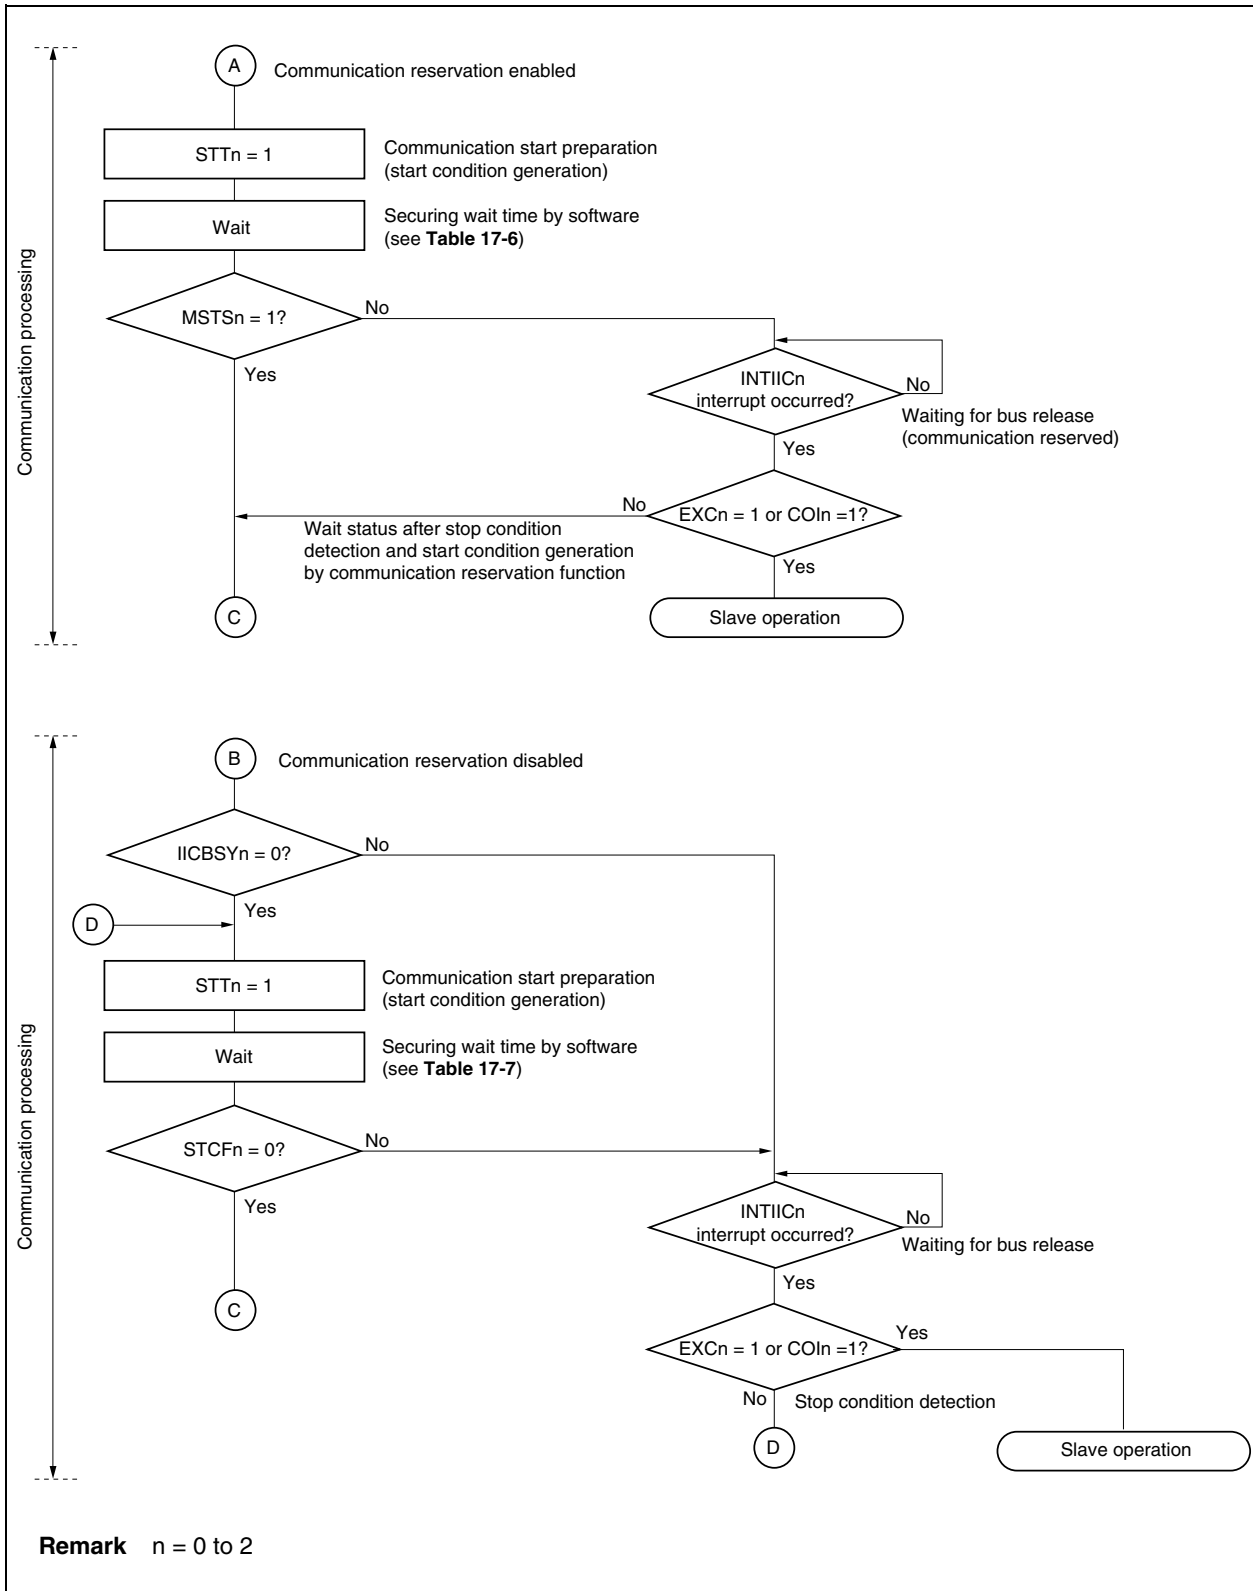 A
Communication reservation enabled
STTn = 1
Communication start preparation
(start condition generation)
Wait
Securing wait time by software
(see Table 17-6)
MSTSn = 1?
No
Yes
INTIICn
interrupt occurred?
No
Waiting for bus release
(communication reserved)
Yes
EXCn = 1 or COIn =1?
No
Wait status after stop condition
detection and start condition generation
by communication reservation function
Yes
C
Slave operation
Communication processing
B
Communication reservation disabled
IICBSYn = 0?
No
Yes
D
STTn = 1
Communication start preparation
(start condition generation)
Wait
Securing wait time by software
(see Table 17-7)
STCFn = 0?
No
Yes
INTIICn
interrupt occurred?
No
Waiting for bus release
Yes
C
EXCn = 1 or COIn =1?
Yes
No
Stop condition detection
D
Slave operation
Communication processing
Remark n = 0 to 2